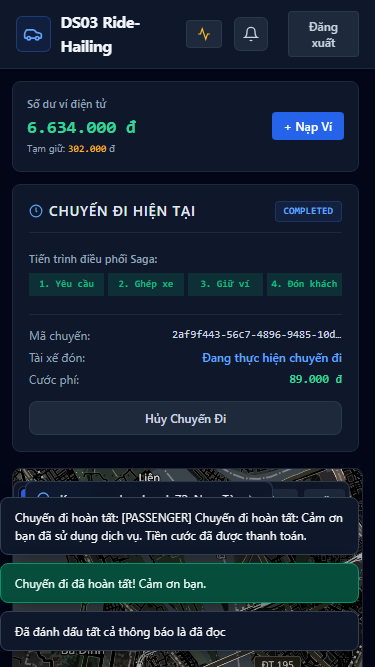 DS03 Ride-
Hailing
Đăng
xuất
Số dư ví điện tử
6.634.000 đ
Tạm giữ: 302.000 đ
+ Nạp Ví
CHUYẾN ĐI HIỆN TẠI
COMPLETED
Tiến trình điều phối Saga:
1. Yêu cầu
2. Ghép xe
3. Giữ ví
4. Đón khách
Mã chuyến:
2af9f443-56c7-4896-9485-10d…
Tài xế đón:
Đang thực hiện chuyến đi
Cước phí:
89.000 đ
Hủy Chuyến Đi
Liên
Chuyến đi hoàn tất: [PASSENGER] Chuyến đi hoàn tất: Cảm ơn
bạn đã sử dụng dịch vụ. Tiền cước đã được thanh toán.
Chuyến đi đã hoàn tất! Cảm ơn bạn.
Đã đánh dấu tất cả thông báo là đã đọc
ĐT 195